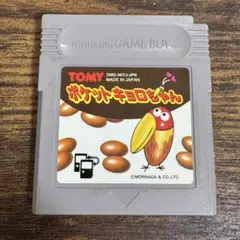 Nintendo GAME BOY
TOMY
DMG-AKYJ-JPN
MADE IN JAPAN
ポケットキョロちゃん
©MORINAGA & CO.,LTD